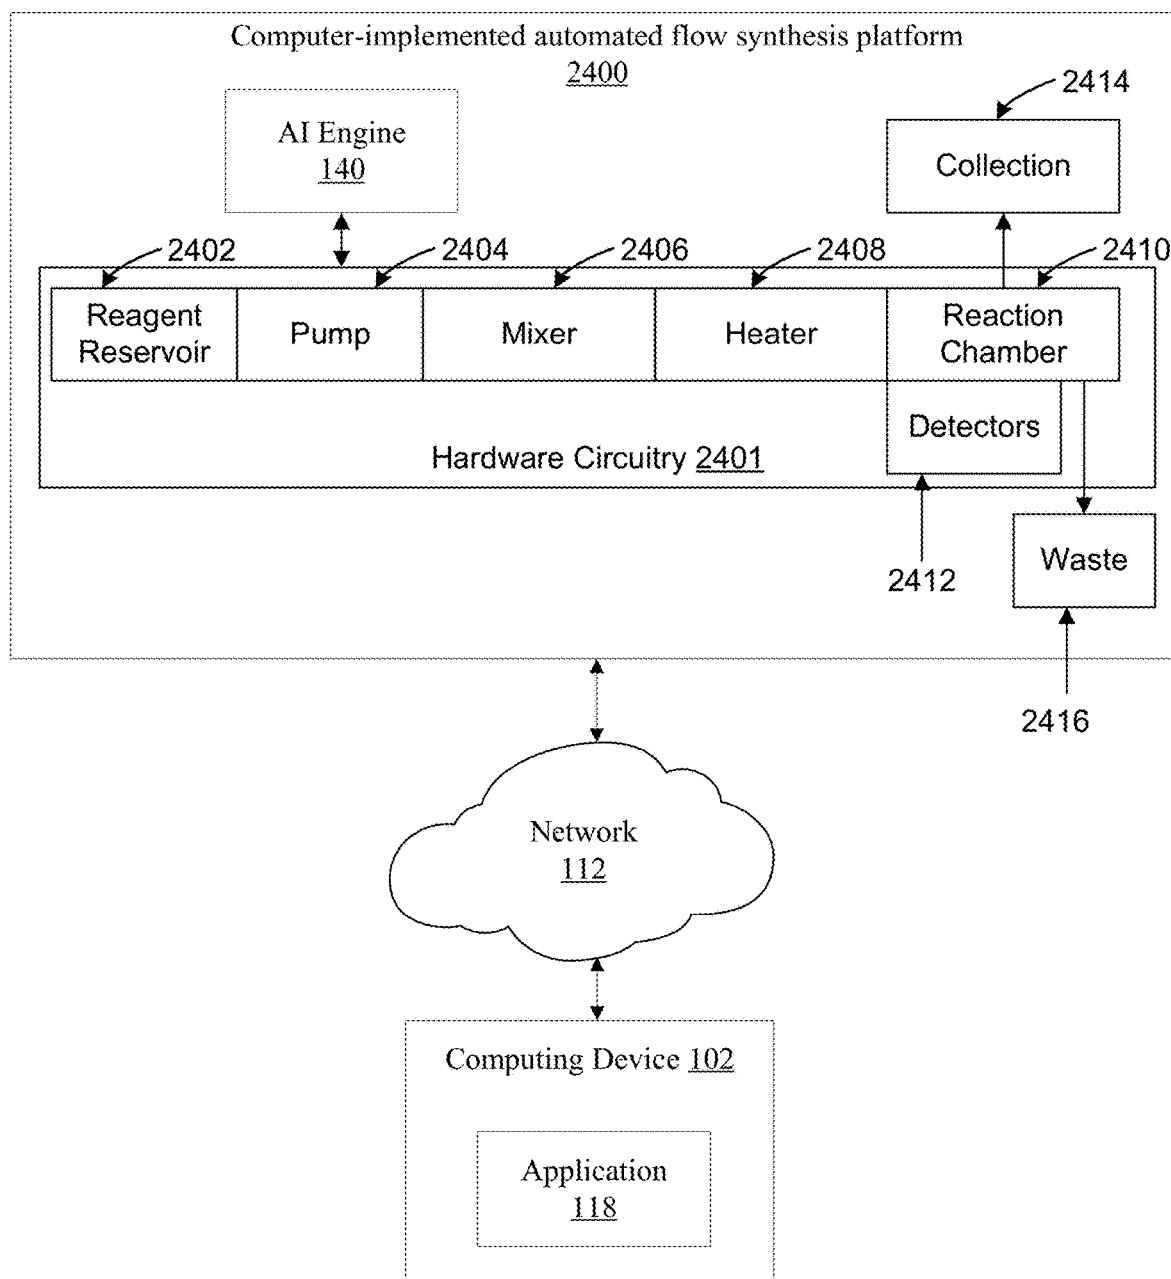 Computer-implemented automated flow synthesis platform
2400
2414
AI Engine
140
Collection
2402
2404
2406
2408
2410
Reagent
Reservoir
Pump
Mixer
Heater
Reaction
Chamber
Detectors
Hardware Circuitry 2401
2412
Waste
2416
Network
112
Computing Device 102
Application
118